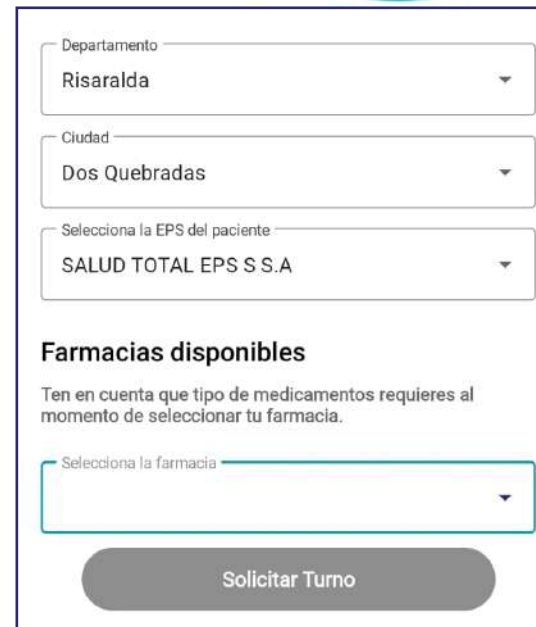 Departamento
Risaralda
Ciudad
Dos Quebradas
Selecciona la EPS del paciente
SALUD TOTAL EPS S S.A
Farmacias disponibles
Ten en cuenta que tipo de medicamentos requieres al
momento de seleccionar tu farmacia.
Selecciona la farmacia
Solicitar Turno